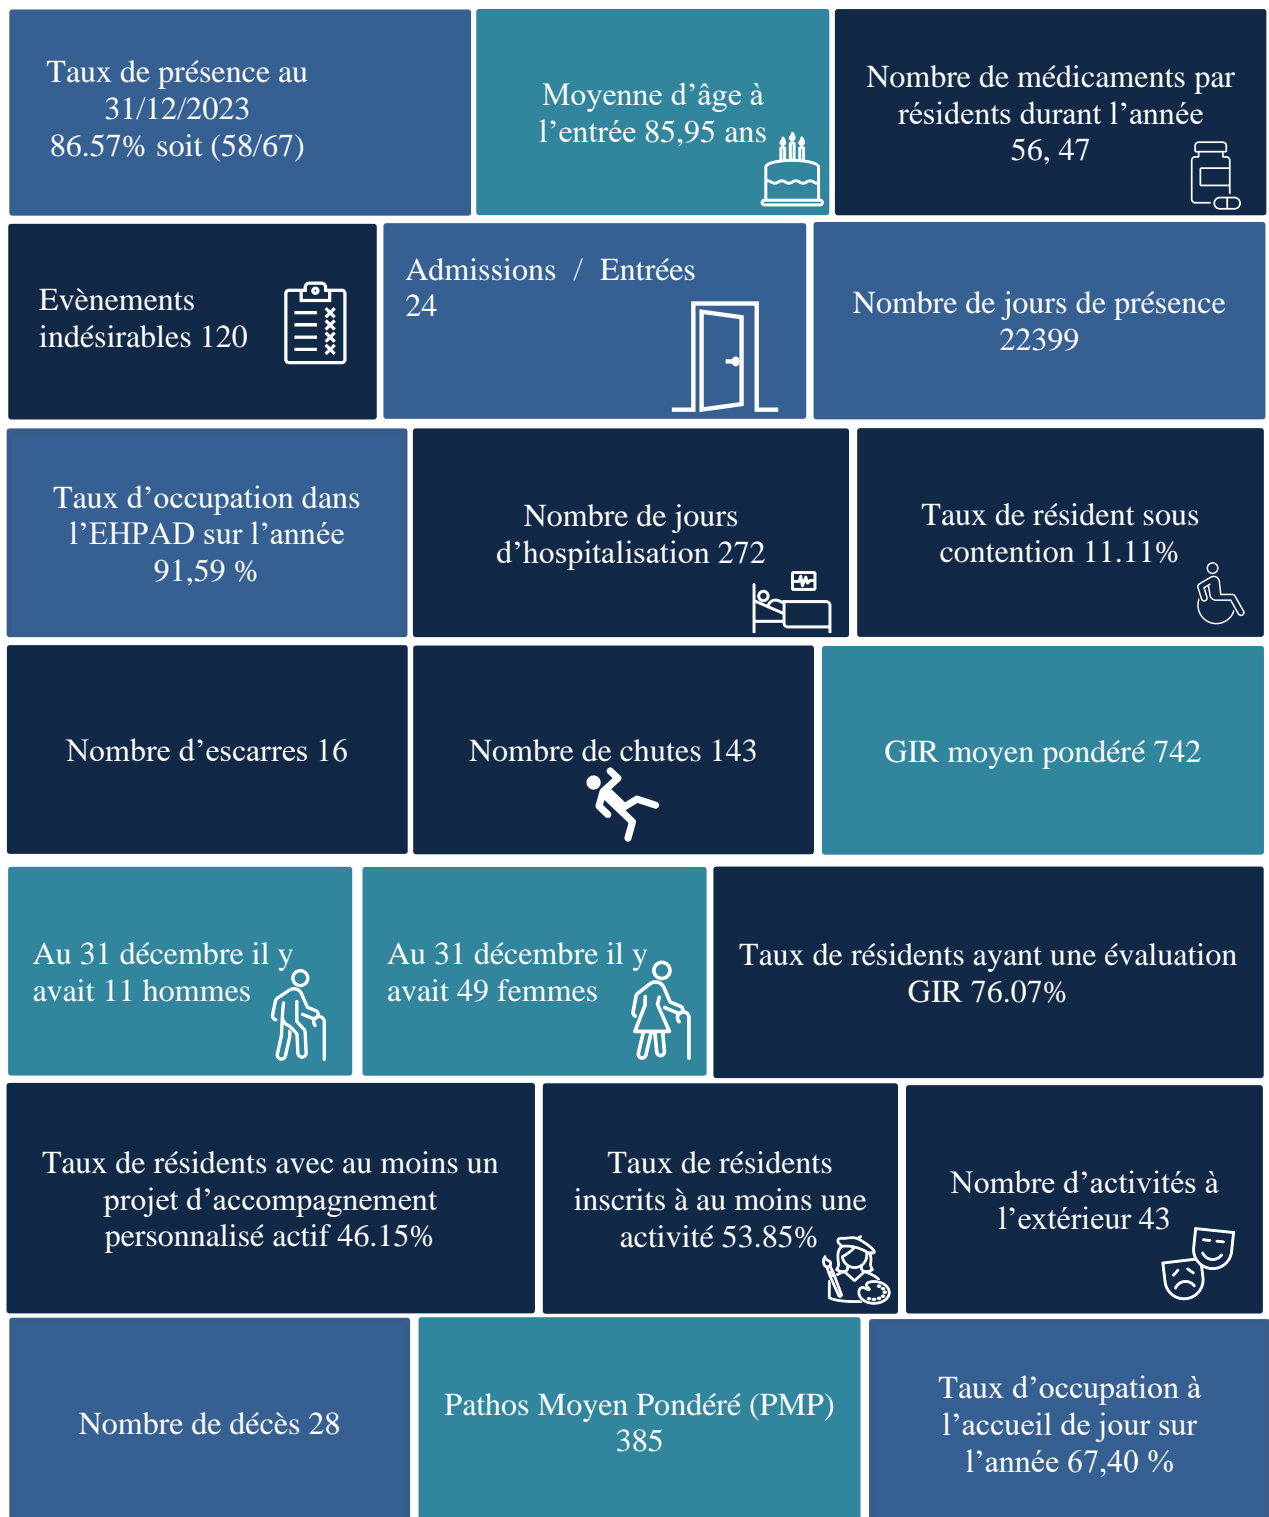 Taux de présence au
31/12/2023
86.57% soit (58/67)
Moyenne d’âge à
l’entrée 85,95 ans
Nombre de médicaments par
résidents durant l’année
56, 47
Evènements
indésirables 120
Admissions / Entrées
24
Nombre de jours de présence
22399
Taux d’occupation dans
l’EHPAD sur l’année
91,59 %
Nombre de jours
d’hospitalisation 272
Taux de résident sous
contention 11.11%
Nombre d’escarres 16
Nombre de chutes 143
GIR moyen pondéré 742
Au 31 décembre il y
avait 11 hommes
Au 31 décembre il y
avait 49 femmes
Taux de résidents ayant une évaluation
GIR 76.07%
Taux de résidents avec au moins un
projet d’accompagnement
personnalisé actif 46.15%
Taux de résidents
inscrits à au moins une
activité 53.85%
Nombre d’activités à
l’extérieur 43
Nombre de décès 28
Pathos Moyen Pondéré (PMP)
385
Taux d’occupation à
l’accueil de jour sur
l’année 67,40 %